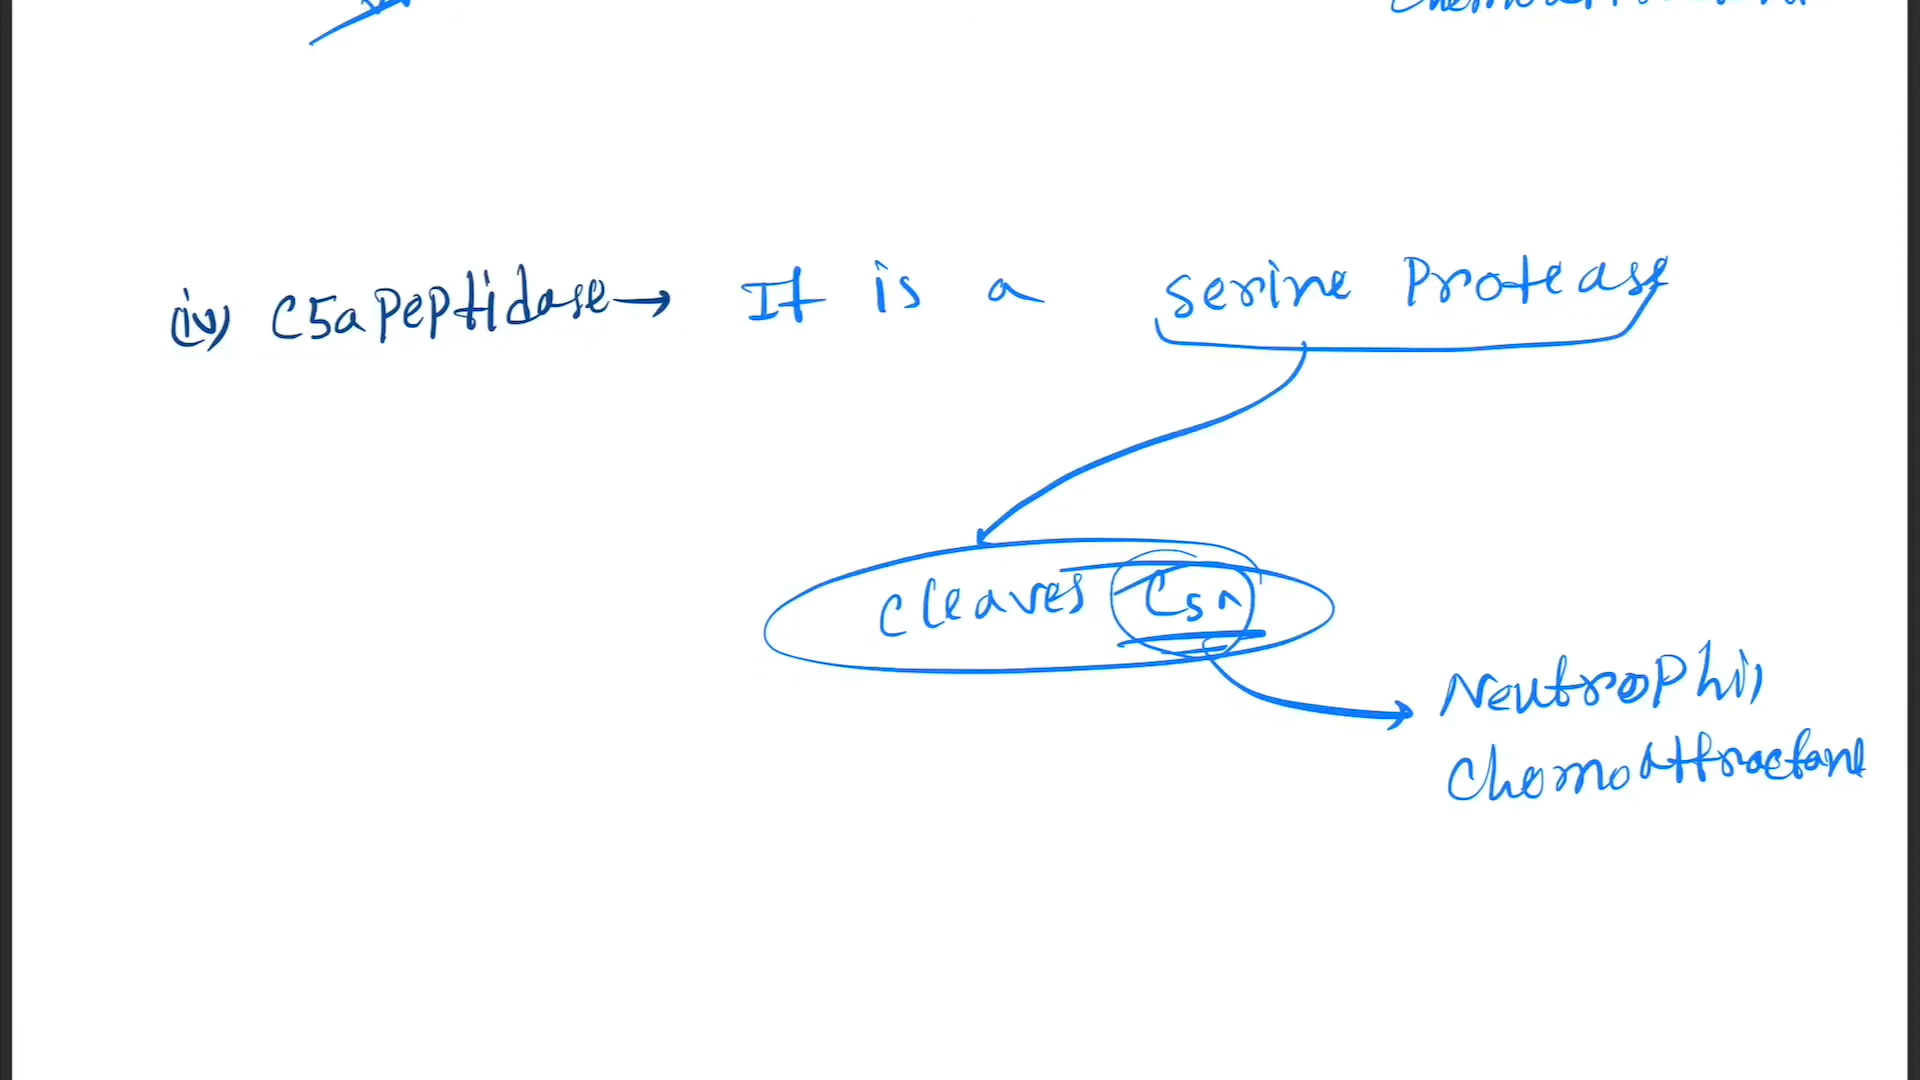 (iv) C5a Peptidase → It is a serine Protease
cleaves C5a
Neutrophil
Chemoattractant